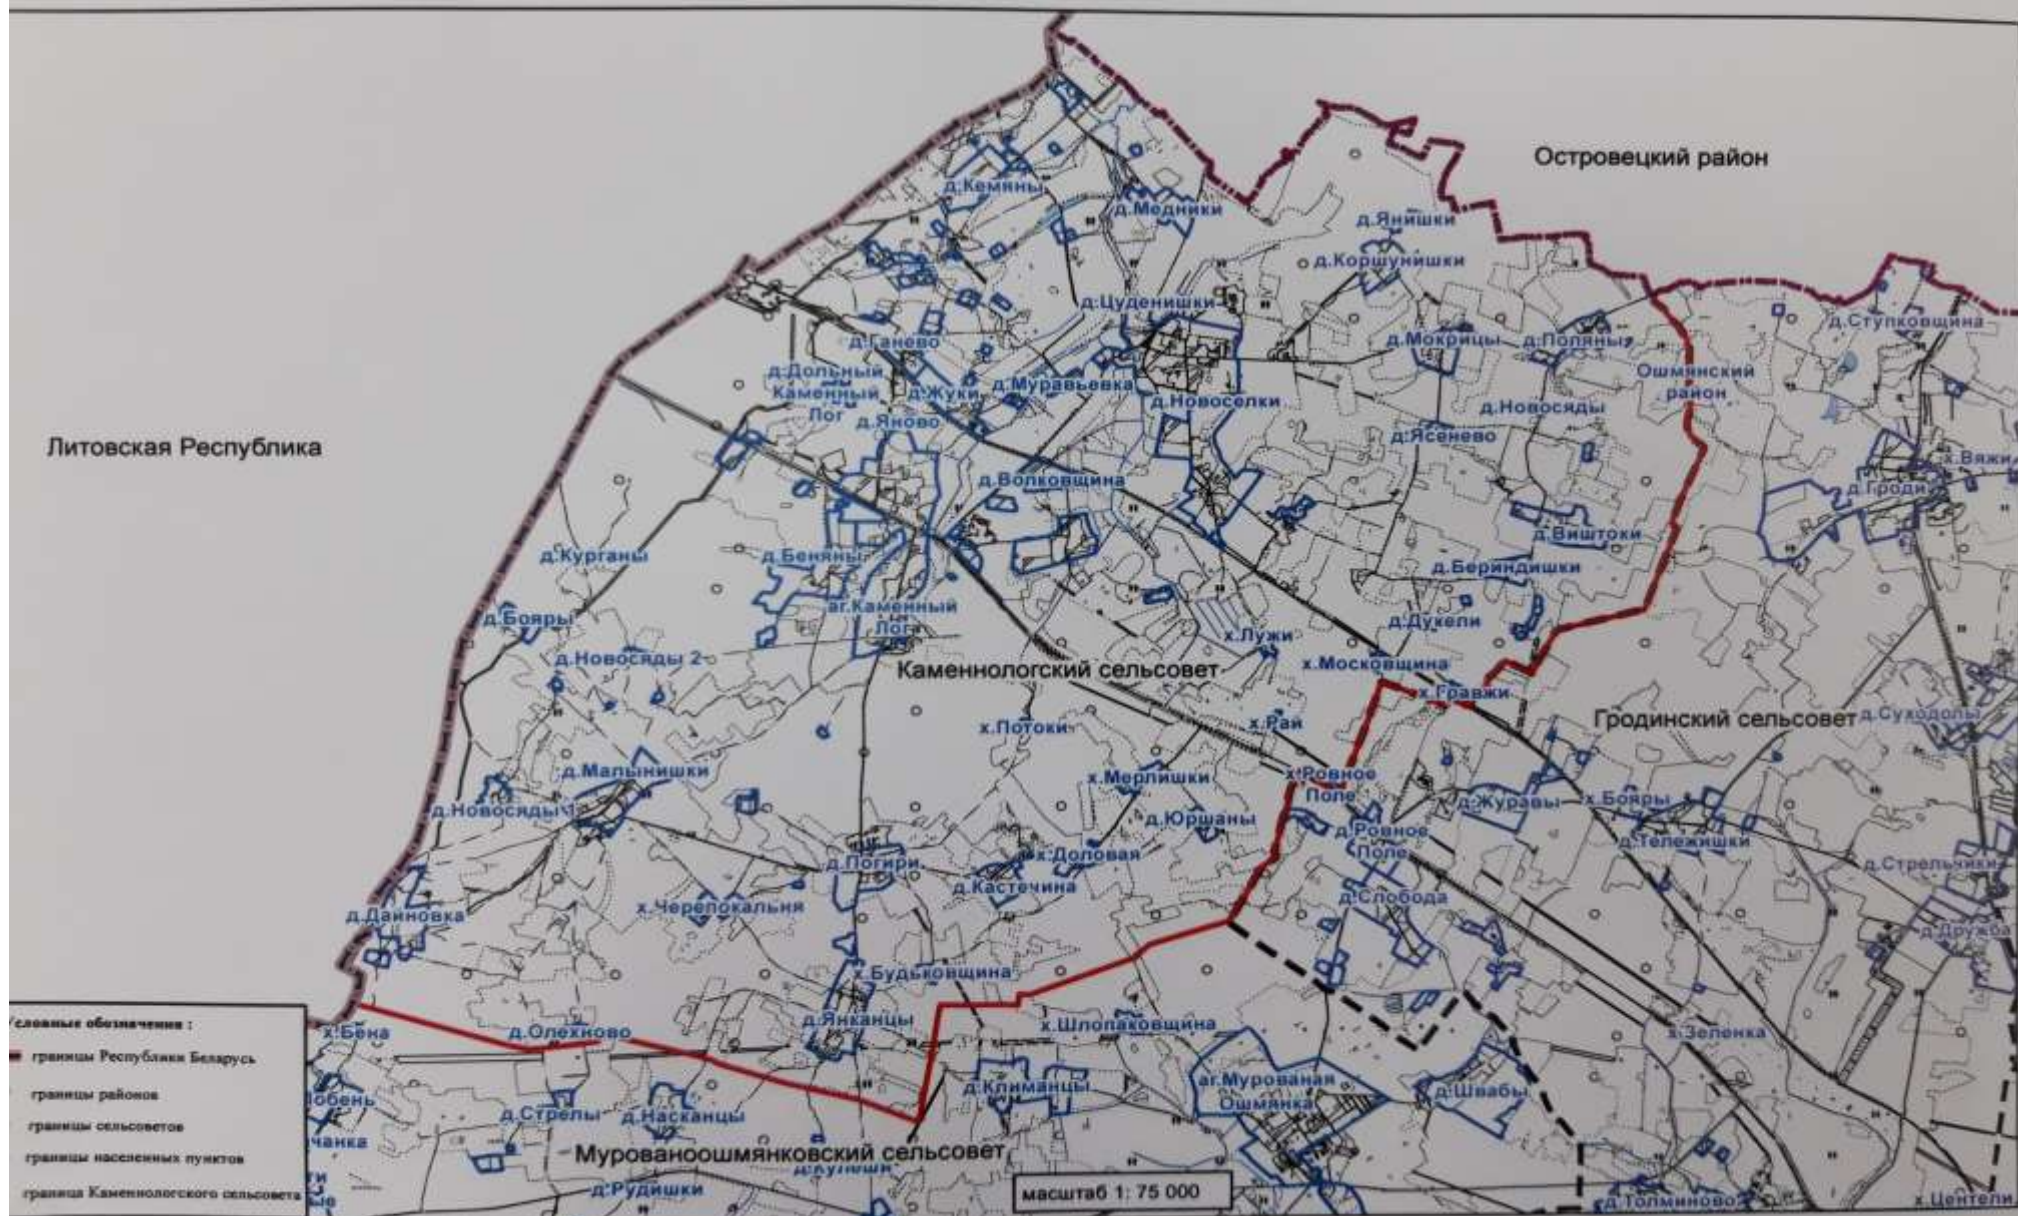 Островецкий район
д.Кемяны
д.Медники
д.Янишки
д.Коршунишки
д.Цуденишки
д.Ступковщина
д.Ганево
д.Мокрицы
д.Поляны
д.Дольный
Каменный
Лог
д.Жуки
д.Муравьевка
Ошмянский
район
д.Новоселки
д.Новосяды
д.Яново
д.Ясенево
Литовская Республика
х.Вяжи
д.Волковщина
д.Гроди
д.Виштоки
д.Курганы
д.Беняны
д.Бериндишки
аг.Каменный
Лог
д.Бояры
д.Дукели
х.Лужи
д.Новосяды 2
х.Московщина
Каменнологский сельсовет
х.Гравжи
Гродинский сельсовет
д.Суходолы
х.Потоки
х.Рай
д.Малынишки
х.Мерлишки
х.Ровное
Поле
д.Новосяды 1
д.Журавы
х.Бояры
д.Юршаны
д.Ровное
Поле
д.Тележишки
д.Погири
х.Доловая
д.Кастечина
д.Стрельчики
д.Слобода
х.Черепокальня
д.Дайновка
д.Дружба
х.Будьковщина
Условные обозначения :
х.Бена
д.Олехново
д.Янканцы
х.Шлопаковщина
х.Зеленка
границы Республики Беларусь
границы районов
д.Климанцы
аг.Мурованая
Ошмянка
д.Швабы
д.Стрелы
д.Насканцы
границы сельсоветов
чанка
границы населенных пунктов
Мурованоошмянковский сельсовет
д.Рудишки
граница Каменнологского сельсовета
масштаб 1: 75 000
д.Толминово
х.Центели